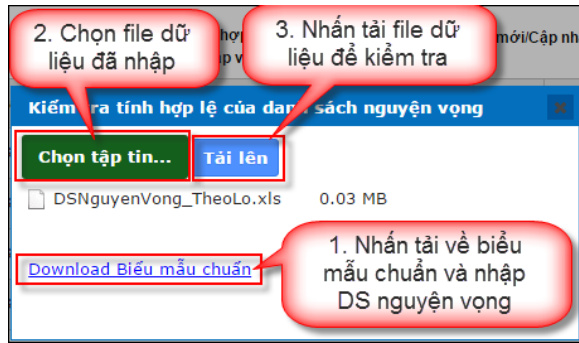 2. Chọn file dữ
liệu đã nhập
3. Nhấn tải file dữ
liệu để kiểm tra
mới/Cập nh
Kiểm tra tính hợp lệ của danh sách nguyện vọng
Chọn tập tin...
Tải lên
DSNguyenVong_TheoLo.xls 0.03 MB
Download Biểu mẫu chuẩn
1. Nhấn tải về biểu
mẫu chuẩn và nhập
DS nguyện vọng